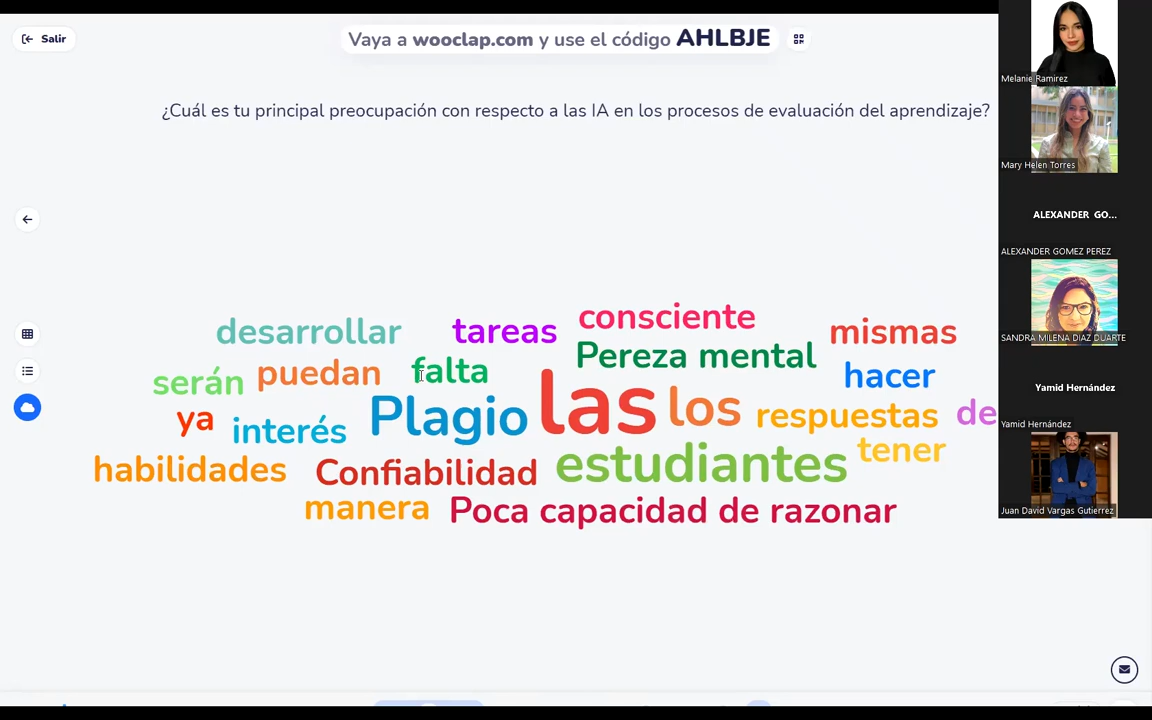 Salir
Vaya a wooclap.com y use el código AHLBJE
¿Cuál es tu principal preocupación con respecto a las IA en los procesos de evaluación del aprendizaje?
consciente
desarrollar tareas mismas
Pereza mental
serán puedan falta hacer
las
ya interés Plagio los respuestas de
tener
habilidades Confiabilidad estudiantes
manera Poca capacidad de razonar
Melanie Ramirez
Mary Helen Torres
ALEXANDER GO...
ALEXANDER GOMEZ PEREZ
SANDRA MILENA DIAZ DUARTE
Yamid Hernández
Yamid Hernández
Juan David Vargas Gutierrez